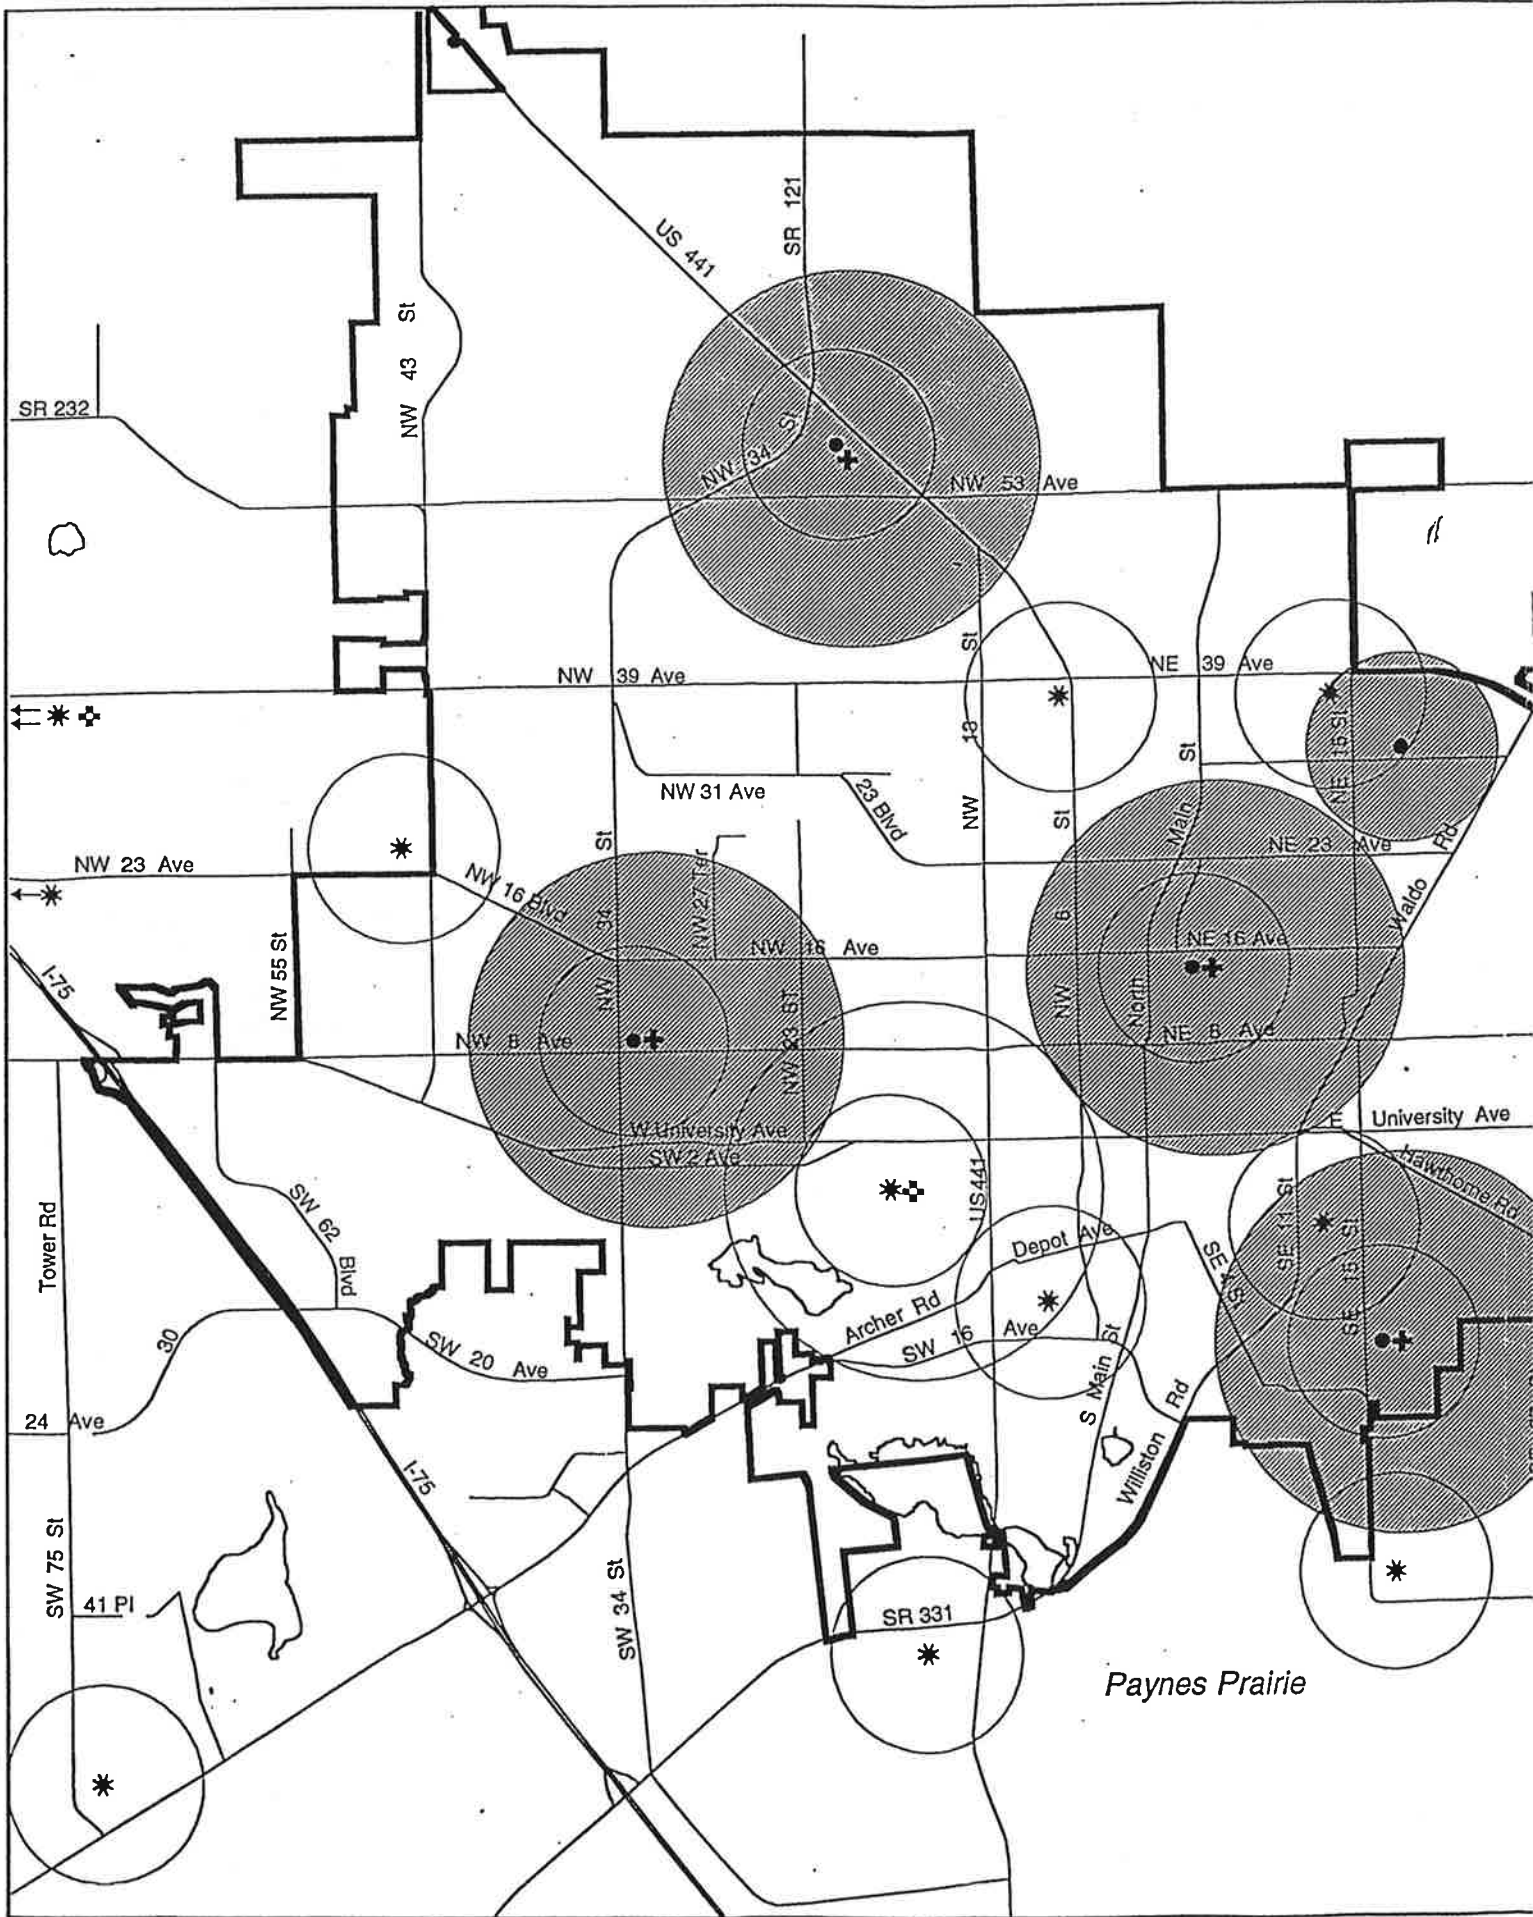 SR 121
US 441
NW 43 St
SR 232
NW 34 St
NW 53 Ave
NW 39 Ave
NE 39 Ave
NW 13 St
NE 15 St
NW 31 Ave
23 Blvd
North Main St
NW 6 St
NW 23 Ave
NE 23 Ave
Waldo Rd
NW 16 Blvd
NW 27 Ter
NW 34 St
NW 16 Ave
NE 16 Ave
NW 55 St
I-75
NW 8 Ave
NW 23 ST.
NE 8 Ave
W University Ave
E University Ave
SW 2 Ave
Hawthorne Rd
US 441
SE 11 St
SE 15 St
SE 4 St
Tower Rd
SW 62 Blvd
Depot Ave
Archer Rd
SW 16 Ave
30
SW 20 Ave
S Main St
Williston Rd
24 Ave
I-75
SW 75 St
41 Pl
SW 34 St
SR 331
Paynes Prairie